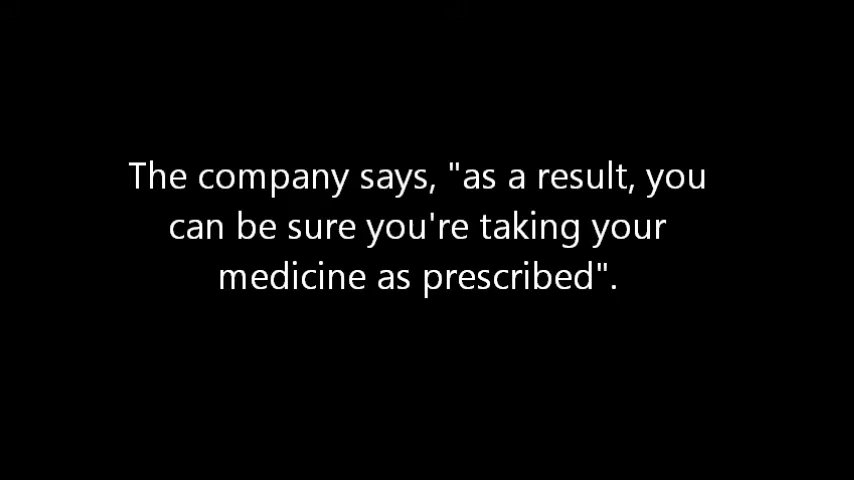 The company says, "as a result, you
can be sure you're taking your
medicine as prescribed".